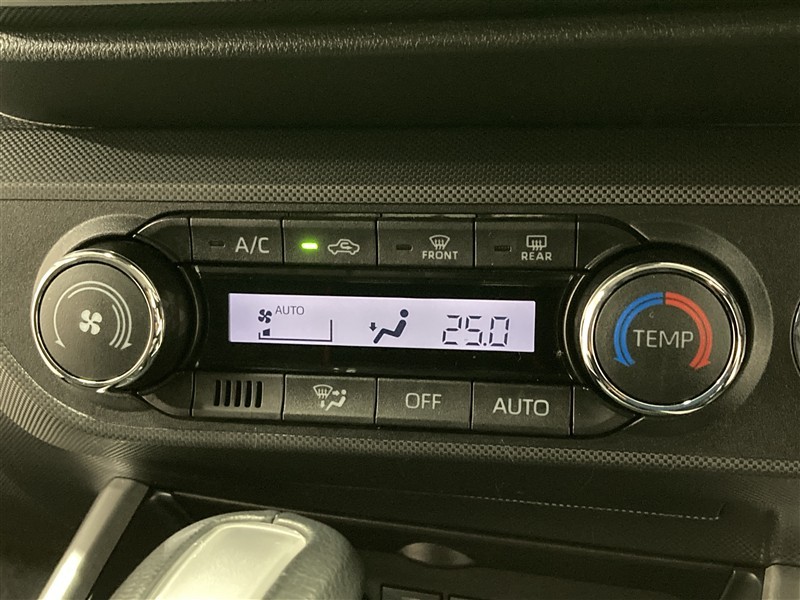 A/C
FRONT
REAR
AUTO
25.0
TEMP
OFF
AUTO